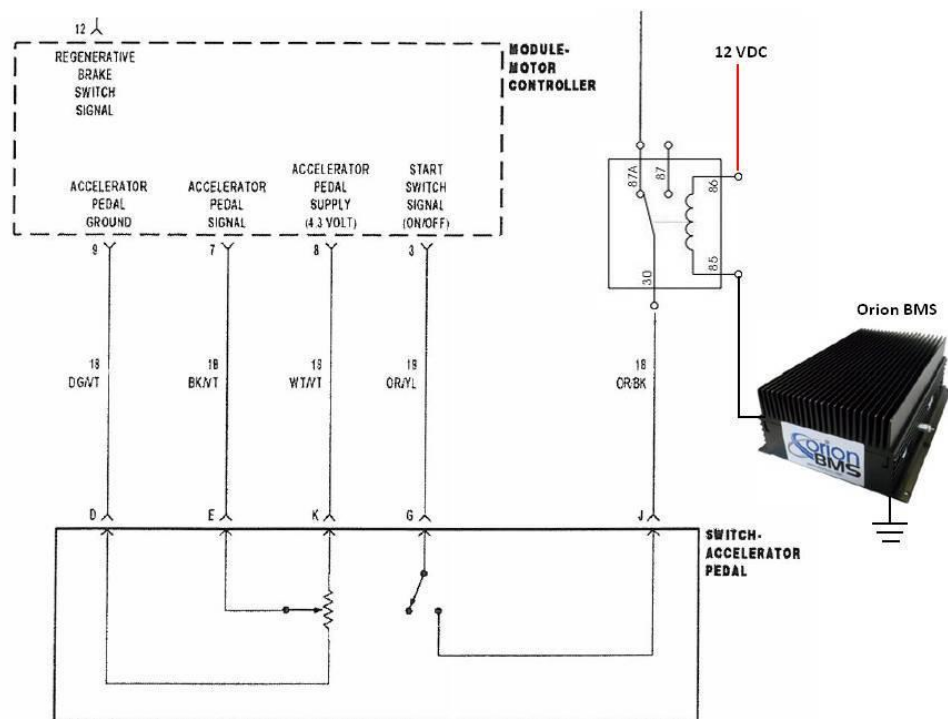 12
REGENERATIVE
BRAKE
SWITCH
SIGNAL
MODULE-
MOTOR
CONTROLLER
ACCELERATOR
PEDAL
GROUND
ACCELERATOR
PEDAL
SIGNAL
ACCELERATOR
PEDAL
SUPPLY
(4.3 VOLT)
START
SWITCH
SIGNAL
(ON/OFF)
9
7
8
3
12 VDC
87A
87
86
85
30
Orion BMS
orion
BMS
18
DG/VT
18
BK/VT
19
WT/VT
19
OR/YL
18
OR/BK
D
E
K
G
J
SWITCH-
ACCELERATOR
PEDAL